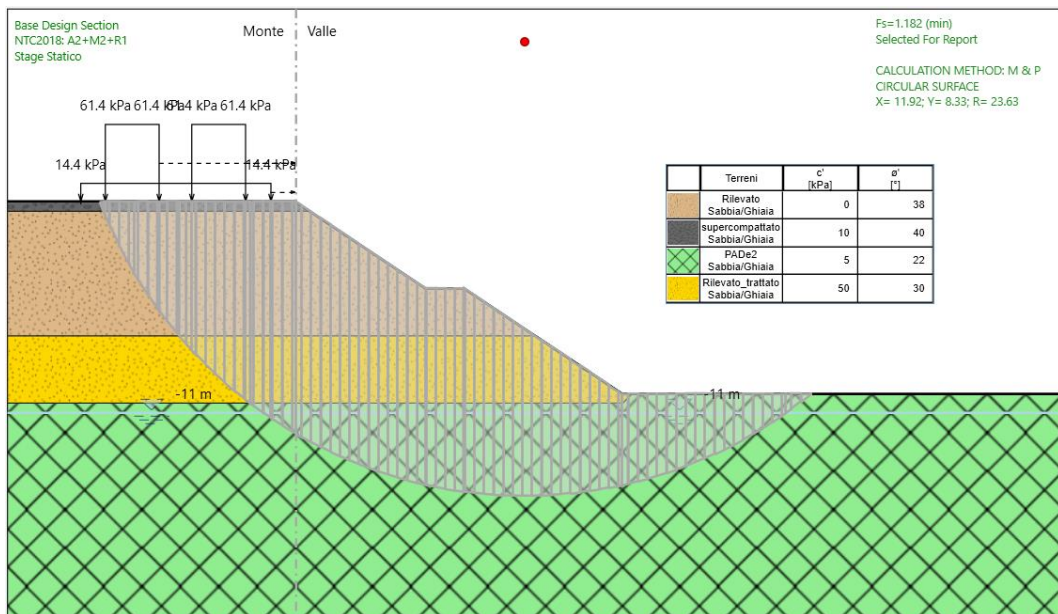 Base Design Section
NTC2018: A2+M2+R1
Stage Statico
Monte
Valle
Fs=1.182 (min)
Selected For Report
CALCULATION METHOD: M & P
CIRCULAR SURFACE
X= 11.92; Y= 8.33; R= 23.63
61.4 kPa
61.4 kPa
61.4 kPa
61.4 kPa
14.4 kPa
14.4 kPa
Terreni c' [kPa] ø' [°]
Rilevato Sabbia/Ghiaia 0 38
supercompattato Sabbia/Ghiaia 10 40
PADe2 Sabbia/Ghiaia 5 22
Rilevato_trattato Sabbia/Ghiaia 50 30
-11 m
-11 m